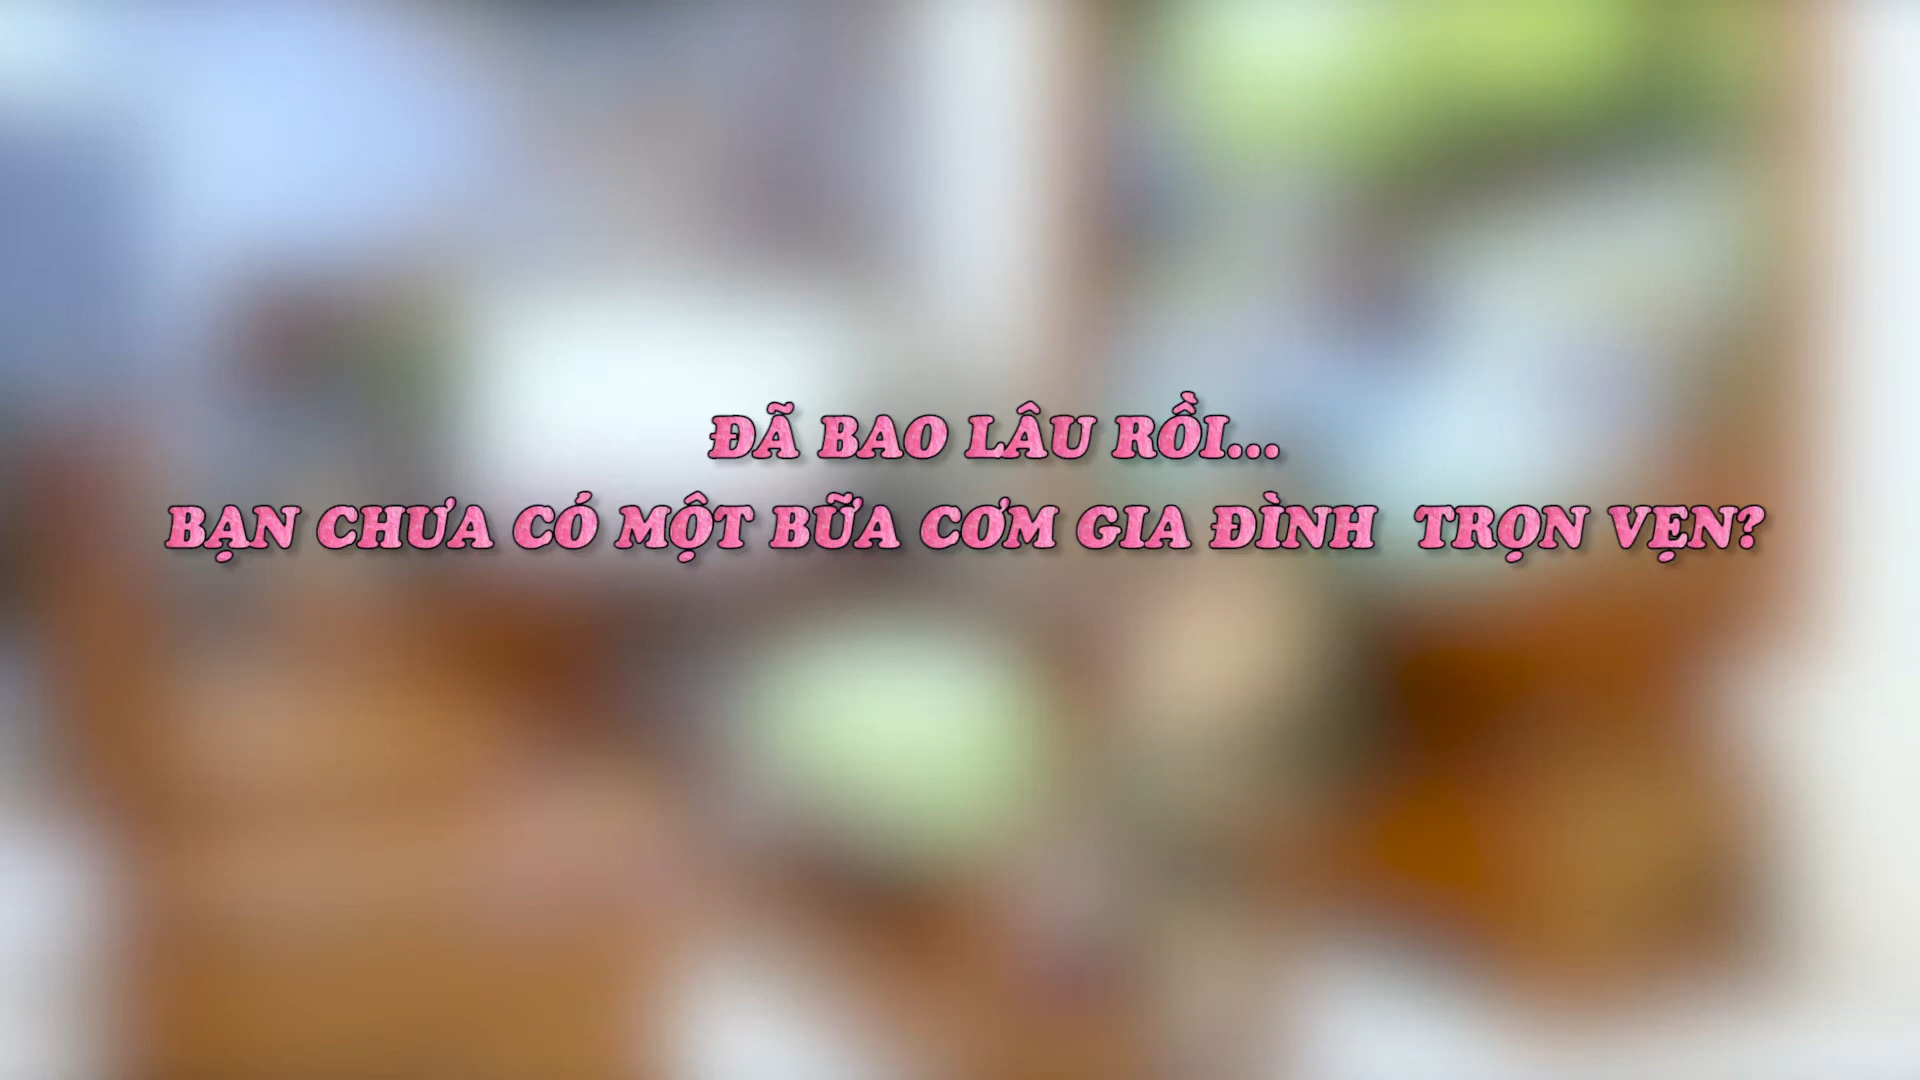 ĐÃ BAO LÂU RỒI...
BẠN CHƯA CÓ MỘT BỮA CƠM GIA ĐÌNH TRỌN VẸN?